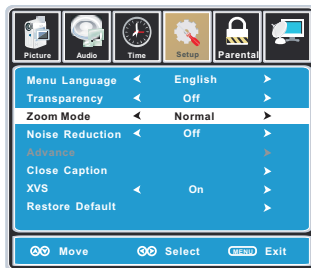 Picture Audio Time Setup Parental
Menu Language English
Transparency Off
Zoom Mode Normal
Noise Reduction Off
Advance
Close Caption
XVS On
Restore Default
Move Select MENU Exit